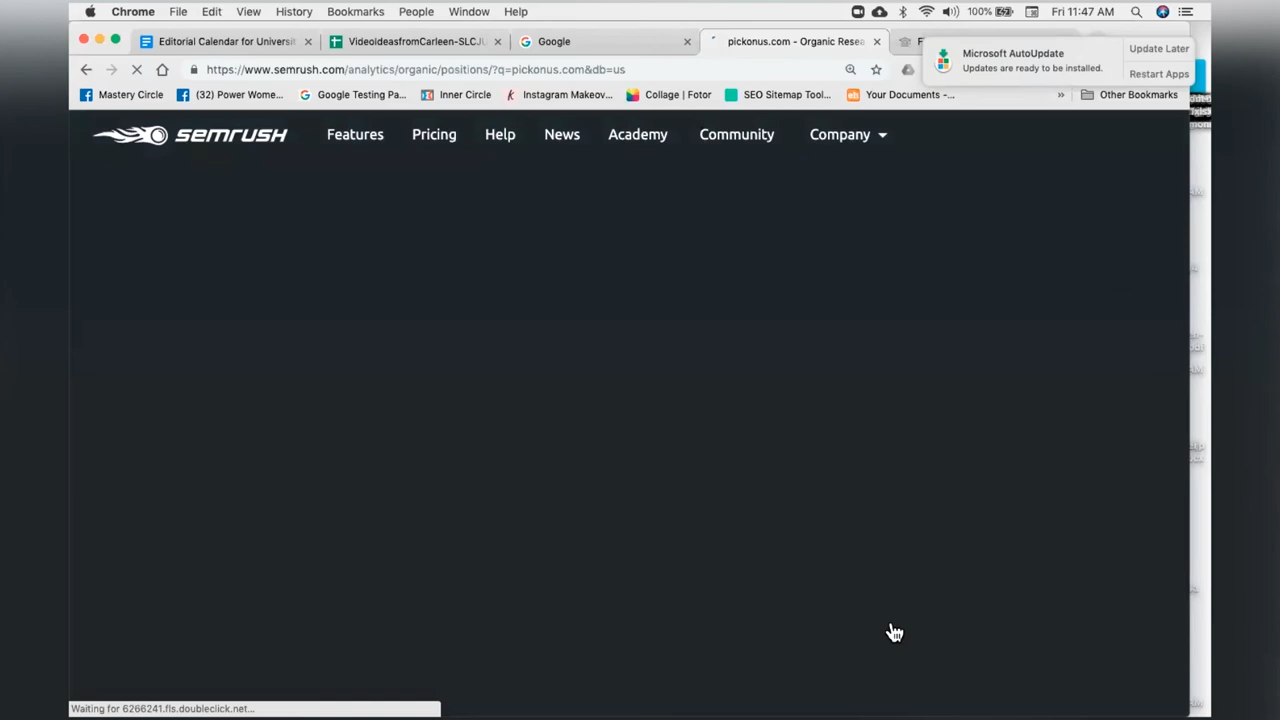 Chrome File Edit View History Bookmarks People Window Help 100% Fri 11:47 AM
Editorial Calendar for Universit VideoIdeasfromCarleen-SLCJU Google pickonus.com - Organic Resea
Microsoft AutoUpdate
Updates are ready to be installed.
Update Later
Restart Apps
https://www.semrush.com/analytics/organic/positions/?q=pickonus.com&db=us
Mastery Circle (32) Power Wome... Google Testing Pa... Inner Circle Instagram Makeov... Collage | Fotor SEO Sitemap Tool... Your Documents -... » Other Bookmarks
SEMRUSH Features Pricing Help News Academy Community Company
Waiting for 6266241.fls.doubleclick.net...